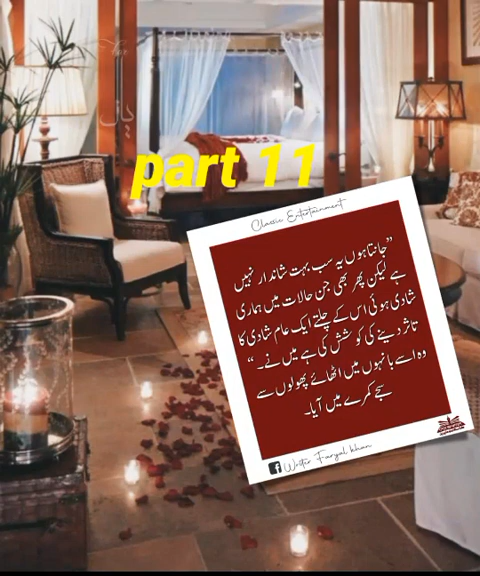 part 11
Classic Entertainment
"جانتا ہوں یہ سب بہت شاندار نہیں
ہے لیکن پھر بھی جن حالات میں ہماری
شادی ہوئی اس کے چلتے ایک عام شادی کا
تاثر دینے کی کوشش کی ہے میں نے۔"
وہ اسے بانہوں میں اٹھائے پھولوں سے
سجے کمرے میں آیا۔
Writer Faryal khan